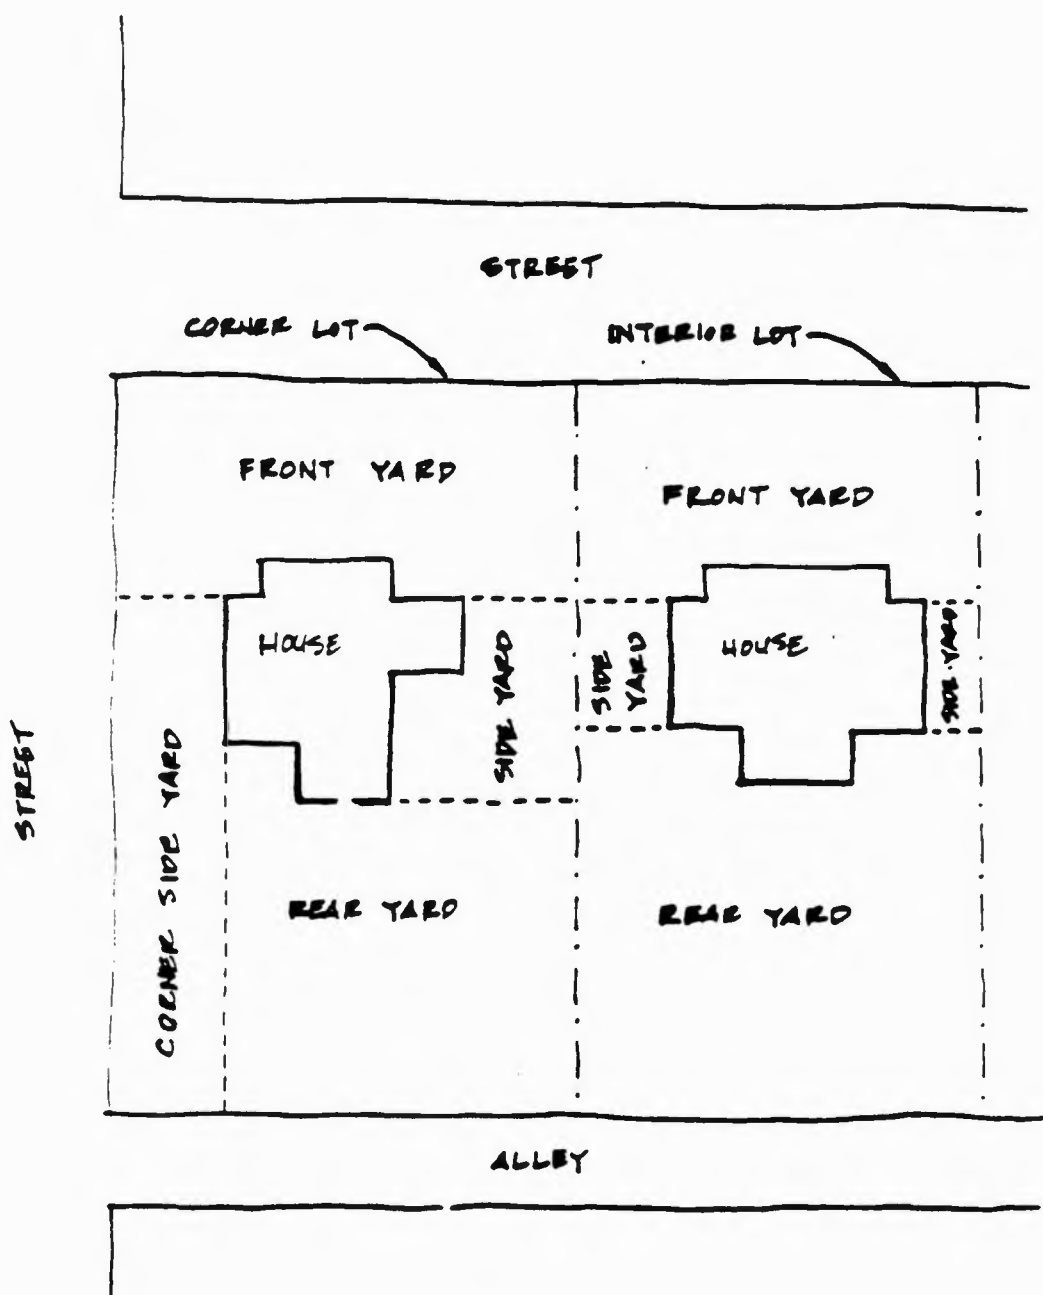 STREET
CORNER LOT
INTERIOR LOT
FRONT YARD
FRONT YARD
HOUSE
SIDE YARD
SIDE
YARD
HOUSE
SIDE YARD
STREET
CORNER SIDE YARD
REAR YARD
REAR YARD
ALLEY